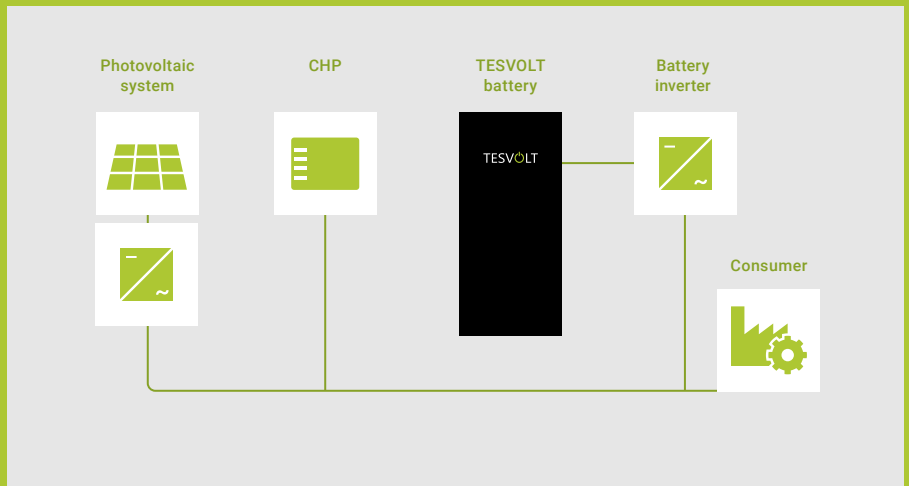 Photovoltaic
system
CHP
TESVOLT
battery
Battery
inverter
TESVOLT
Consumer